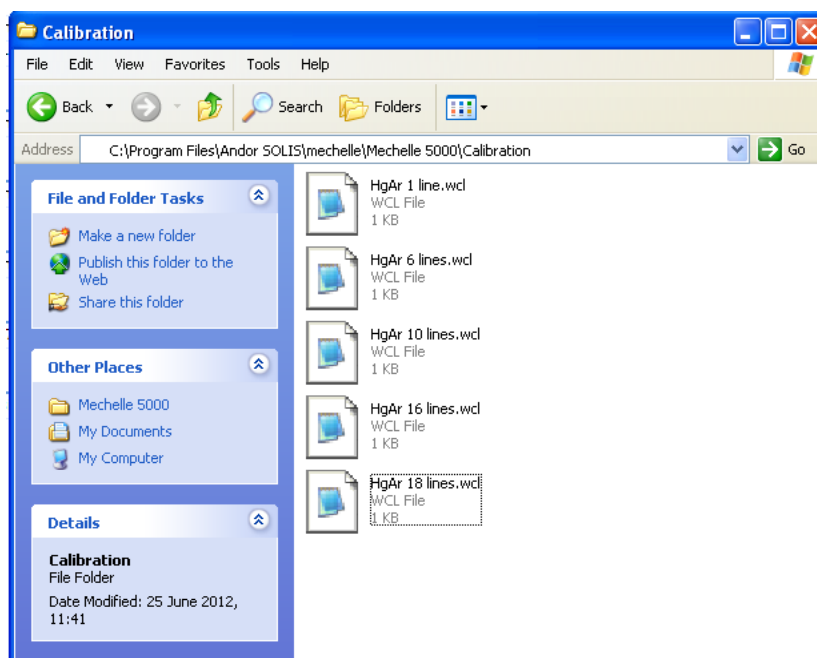 Calibration
File Edit View Favorites Tools Help
Back Search Folders
Address C:\Program Files\Andor SOLIS\mechelle\Mechelle 5000\Calibration Go
File and Folder Tasks
Make a new folder
Publish this folder to the
Web
Share this folder
Other Places
Mechelle 5000
My Documents
My Computer
Details
Calibration
File Folder
Date Modified: 25 June 2012,
11:41
HgAr 1 line.wcl
WCL File
1 KB
HgAr 6 lines.wcl
WCL File
1 KB
HgAr 10 lines.wcl
WCL File
1 KB
HgAr 16 lines.wcl
WCL File
1 KB
HgAr 18 lines.wcl
WCL File
1 KB